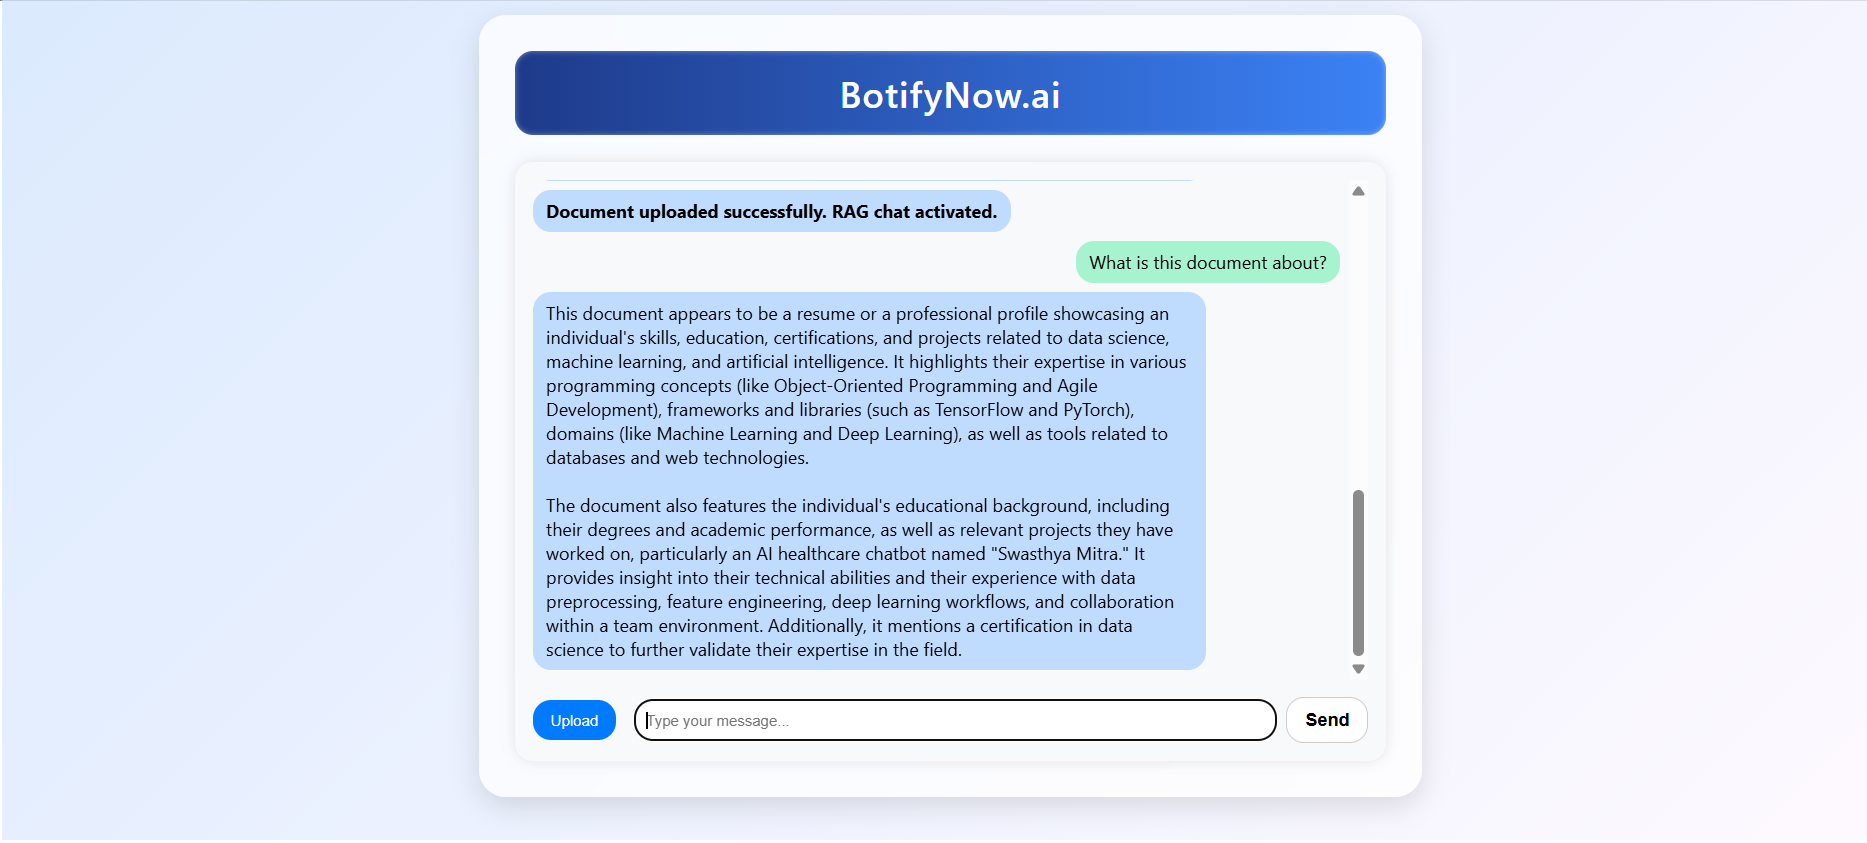 BotifyNow.ai
Document uploaded successfully. RAG chat activated.
What is this document about?
This document appears to be a resume or a professional profile showcasing an
individual's skills, education, certifications, and projects related to data science,
machine learning, and artificial intelligence. It highlights their expertise in various
programming concepts (like Object-Oriented Programming and Agile
Development), frameworks and libraries (such as TensorFlow and PyTorch),
domains (like Machine Learning and Deep Learning), as well as tools related to
databases and web technologies.
The document also features the individual's educational background, including
their degrees and academic performance, as well as relevant projects they have
worked on, particularly an AI healthcare chatbot named "Swasthya Mitra." It
provides insight into their technical abilities and their experience with data
preprocessing, feature engineering, deep learning workflows, and collaboration
within a team environment. Additionally, it mentions a certification in data
science to further validate their expertise in the field.
Upload
Type your message...
Send